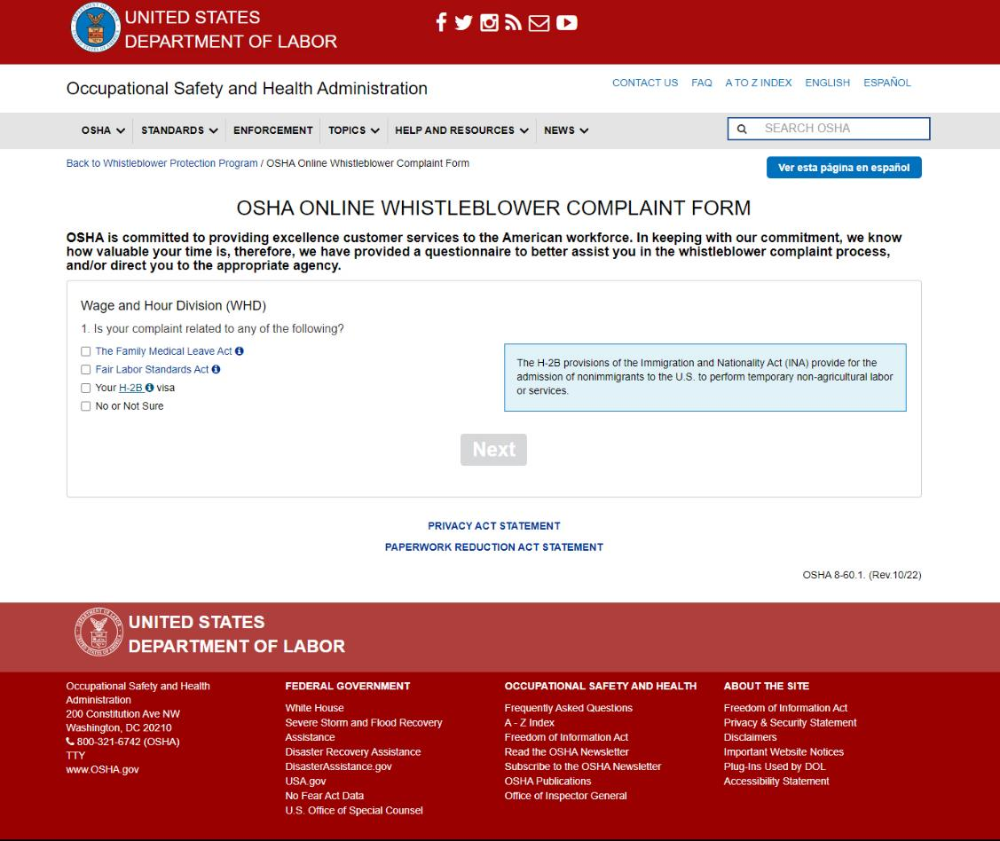 UNITED STATES
DEPARTMENT OF LABOR
Occupational Safety and Health Administration
CONTACT US FAQ A TO Z INDEX ENGLISH ESPAÑOL
OSHA STANDARDS ENFORCEMENT TOPICS HELP AND RESOURCES NEWS
SEARCH OSHA
Back to Whistleblower Protection Program / OSHA Online Whistleblower Complaint Form
Ver esta página en español
OSHA ONLINE WHISTLEBLOWER COMPLAINT FORM
OSHA is committed to providing excellence customer services to the American workforce. In keeping with our commitment, we know
how valuable your time is, therefore, we have provided a questionnaire to better assist you in the whistleblower complaint process,
and/or direct you to the appropriate agency.
Wage and Hour Division (WHD)
1. Is your complaint related to any of the following?
The Family Medical Leave Act
Fair Labor Standards Act
Your H-2B visa
No or Not Sure
The H-2B provisions of the Immigration and Nationality Act (INA) provide for the
admission of nonimmigrants to the U.S. to perform temporary non-agricultural labor
or services.
Next
PRIVACY ACT STATEMENT
PAPERWORK REDUCTION ACT STATEMENT
OSHA 8-60.1. (Rev.10/22)
UNITED STATES
DEPARTMENT OF LABOR
Occupational Safety and Health
Administration
200 Constitution Ave NW
Washington, DC 20210
800-321-6742 (OSHA)
TTY
www.OSHA.gov
FEDERAL GOVERNMENT
White House
Severe Storm and Flood Recovery
Assistance
Disaster Recovery Assistance
DisasterAssistance.gov
USA.gov
No Fear Act Data
U.S. Office of Special Counsel
OCCUPATIONAL SAFETY AND HEALTH
Frequently Asked Questions
A - Z Index
Freedom of Information Act
Read the OSHA Newsletter
Subscribe to the OSHA Newsletter
OSHA Publications
Office of Inspector General
ABOUT THE SITE
Freedom of Information Act
Privacy & Security Statement
Disclaimers
Important Website Notices
Plug-Ins Used by DOL
Accessibility Statement